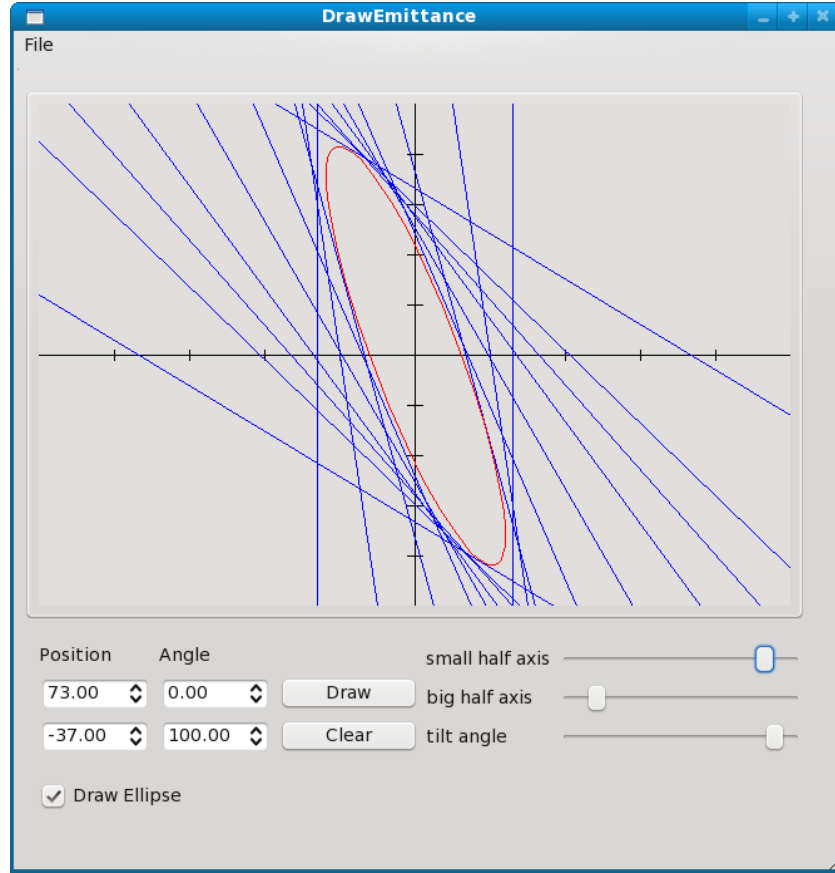 DrawEmittance
File
Position Angle
small half axis
73.00 0.00 Draw
big half axis
-37.00 100.00 Clear
tilt angle
Draw Ellipse